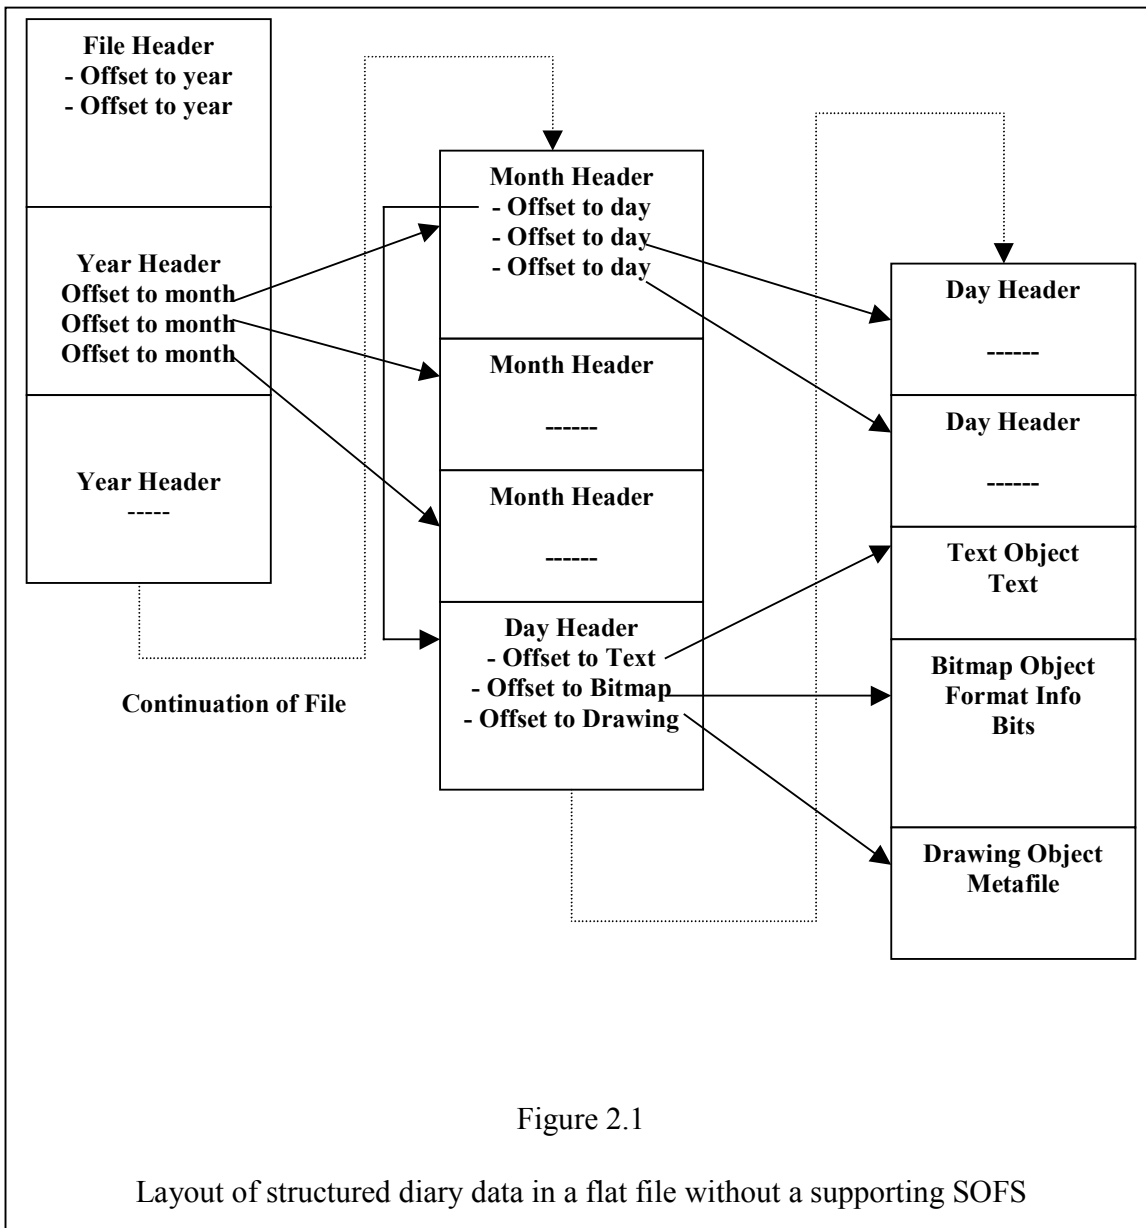 File Header
- Offset to year
- Offset to year
Year Header
Offset to month
Offset to month
Offset to month
Year Header
-----
Continuation of File
Month Header
- Offset to day
- Offset to day
- Offset to day
Month Header
------
Month Header
------
Day Header
- Offset to Text
- Offset to Bitmap
- Offset to Drawing
Day Header
------
Day Header
------
Text Object
Text
Bitmap Object
Format Info
Bits
Drawing Object
Metafile
Figure 2.1
Layout of structured diary data in a flat file without a supporting SOFS